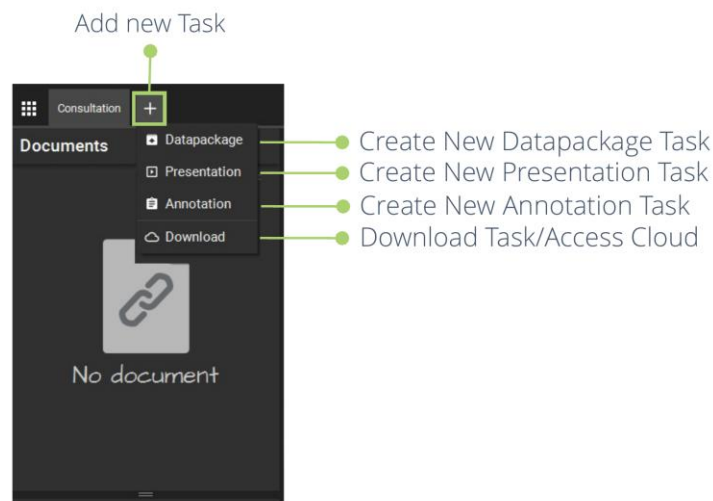 Add new Task
Consultation
Documents
Datapackage
Presentation
Annotation
Download
No document
Create New Datapackage Task
Create New Presentation Task
Create New Annotation Task
Download Task/Access Cloud